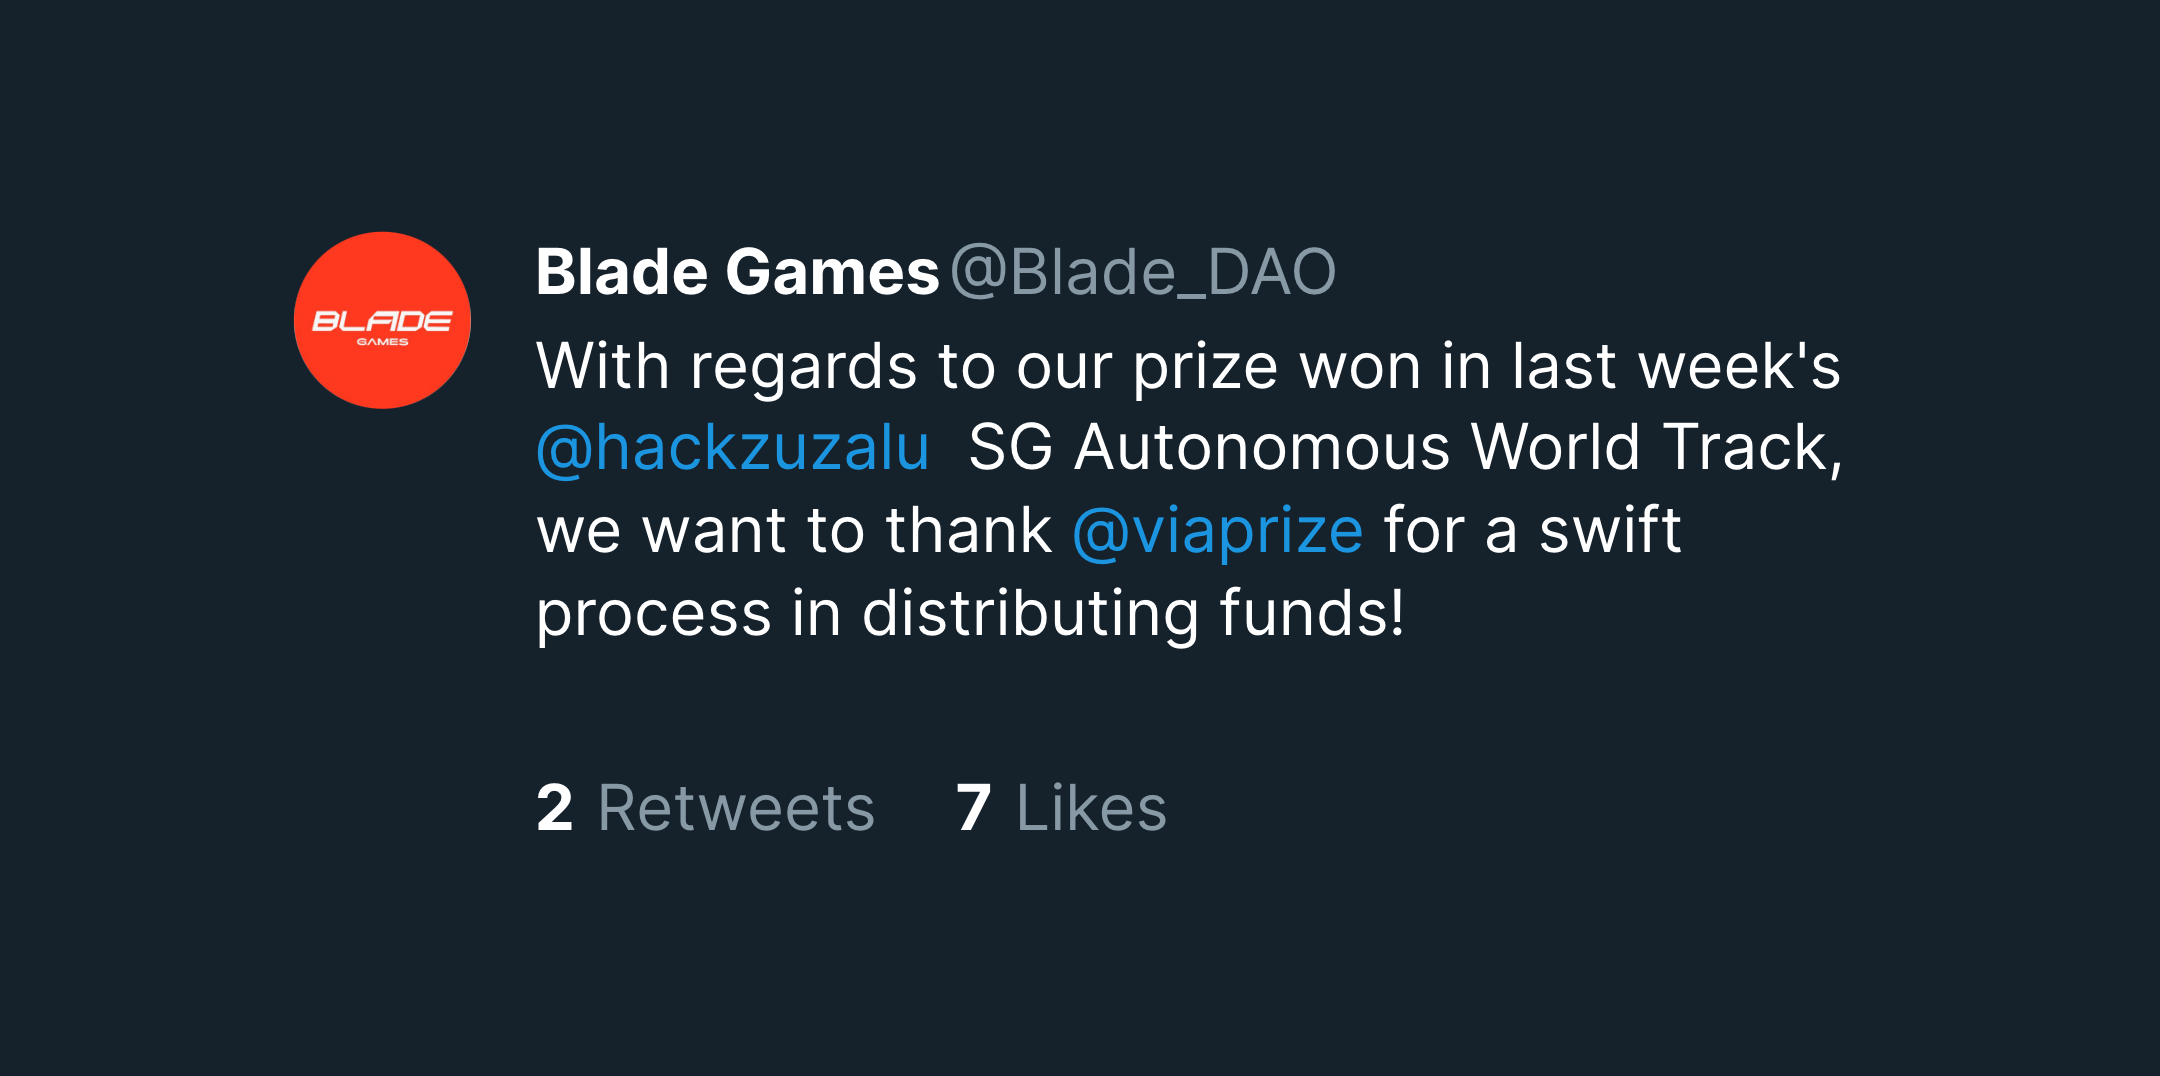 BLADE
GAMES
Blade Games @Blade_DAO
With regards to our prize won in last week's
@hackzuzalu SG Autonomous World Track,
we want to thank @viaprize for a swift
process in distributing funds!
2 Retweets 7 Likes